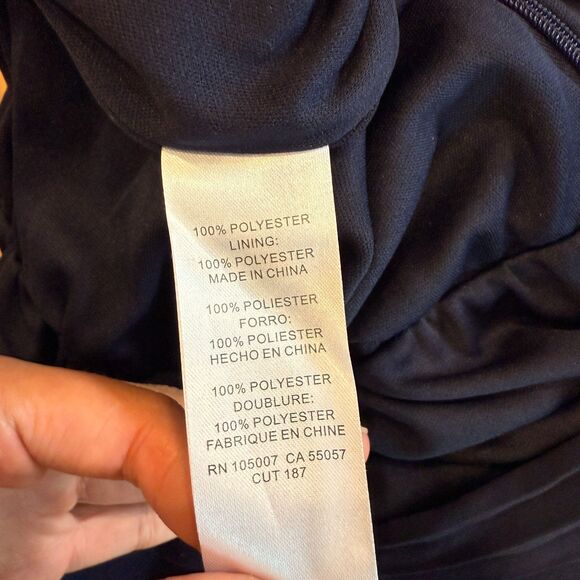 100% POLYESTER
LINING:
100% POLYESTER
MADE IN CHINA
100% POLIESTER
FORRO:
100% POLIESTER
HECHO EN CHINA
100% POLYESTER
DOUBLURE:
100% POLYESTER
FABRIQUE EN CHINE
RN 105007 CA 55057
CUT 187